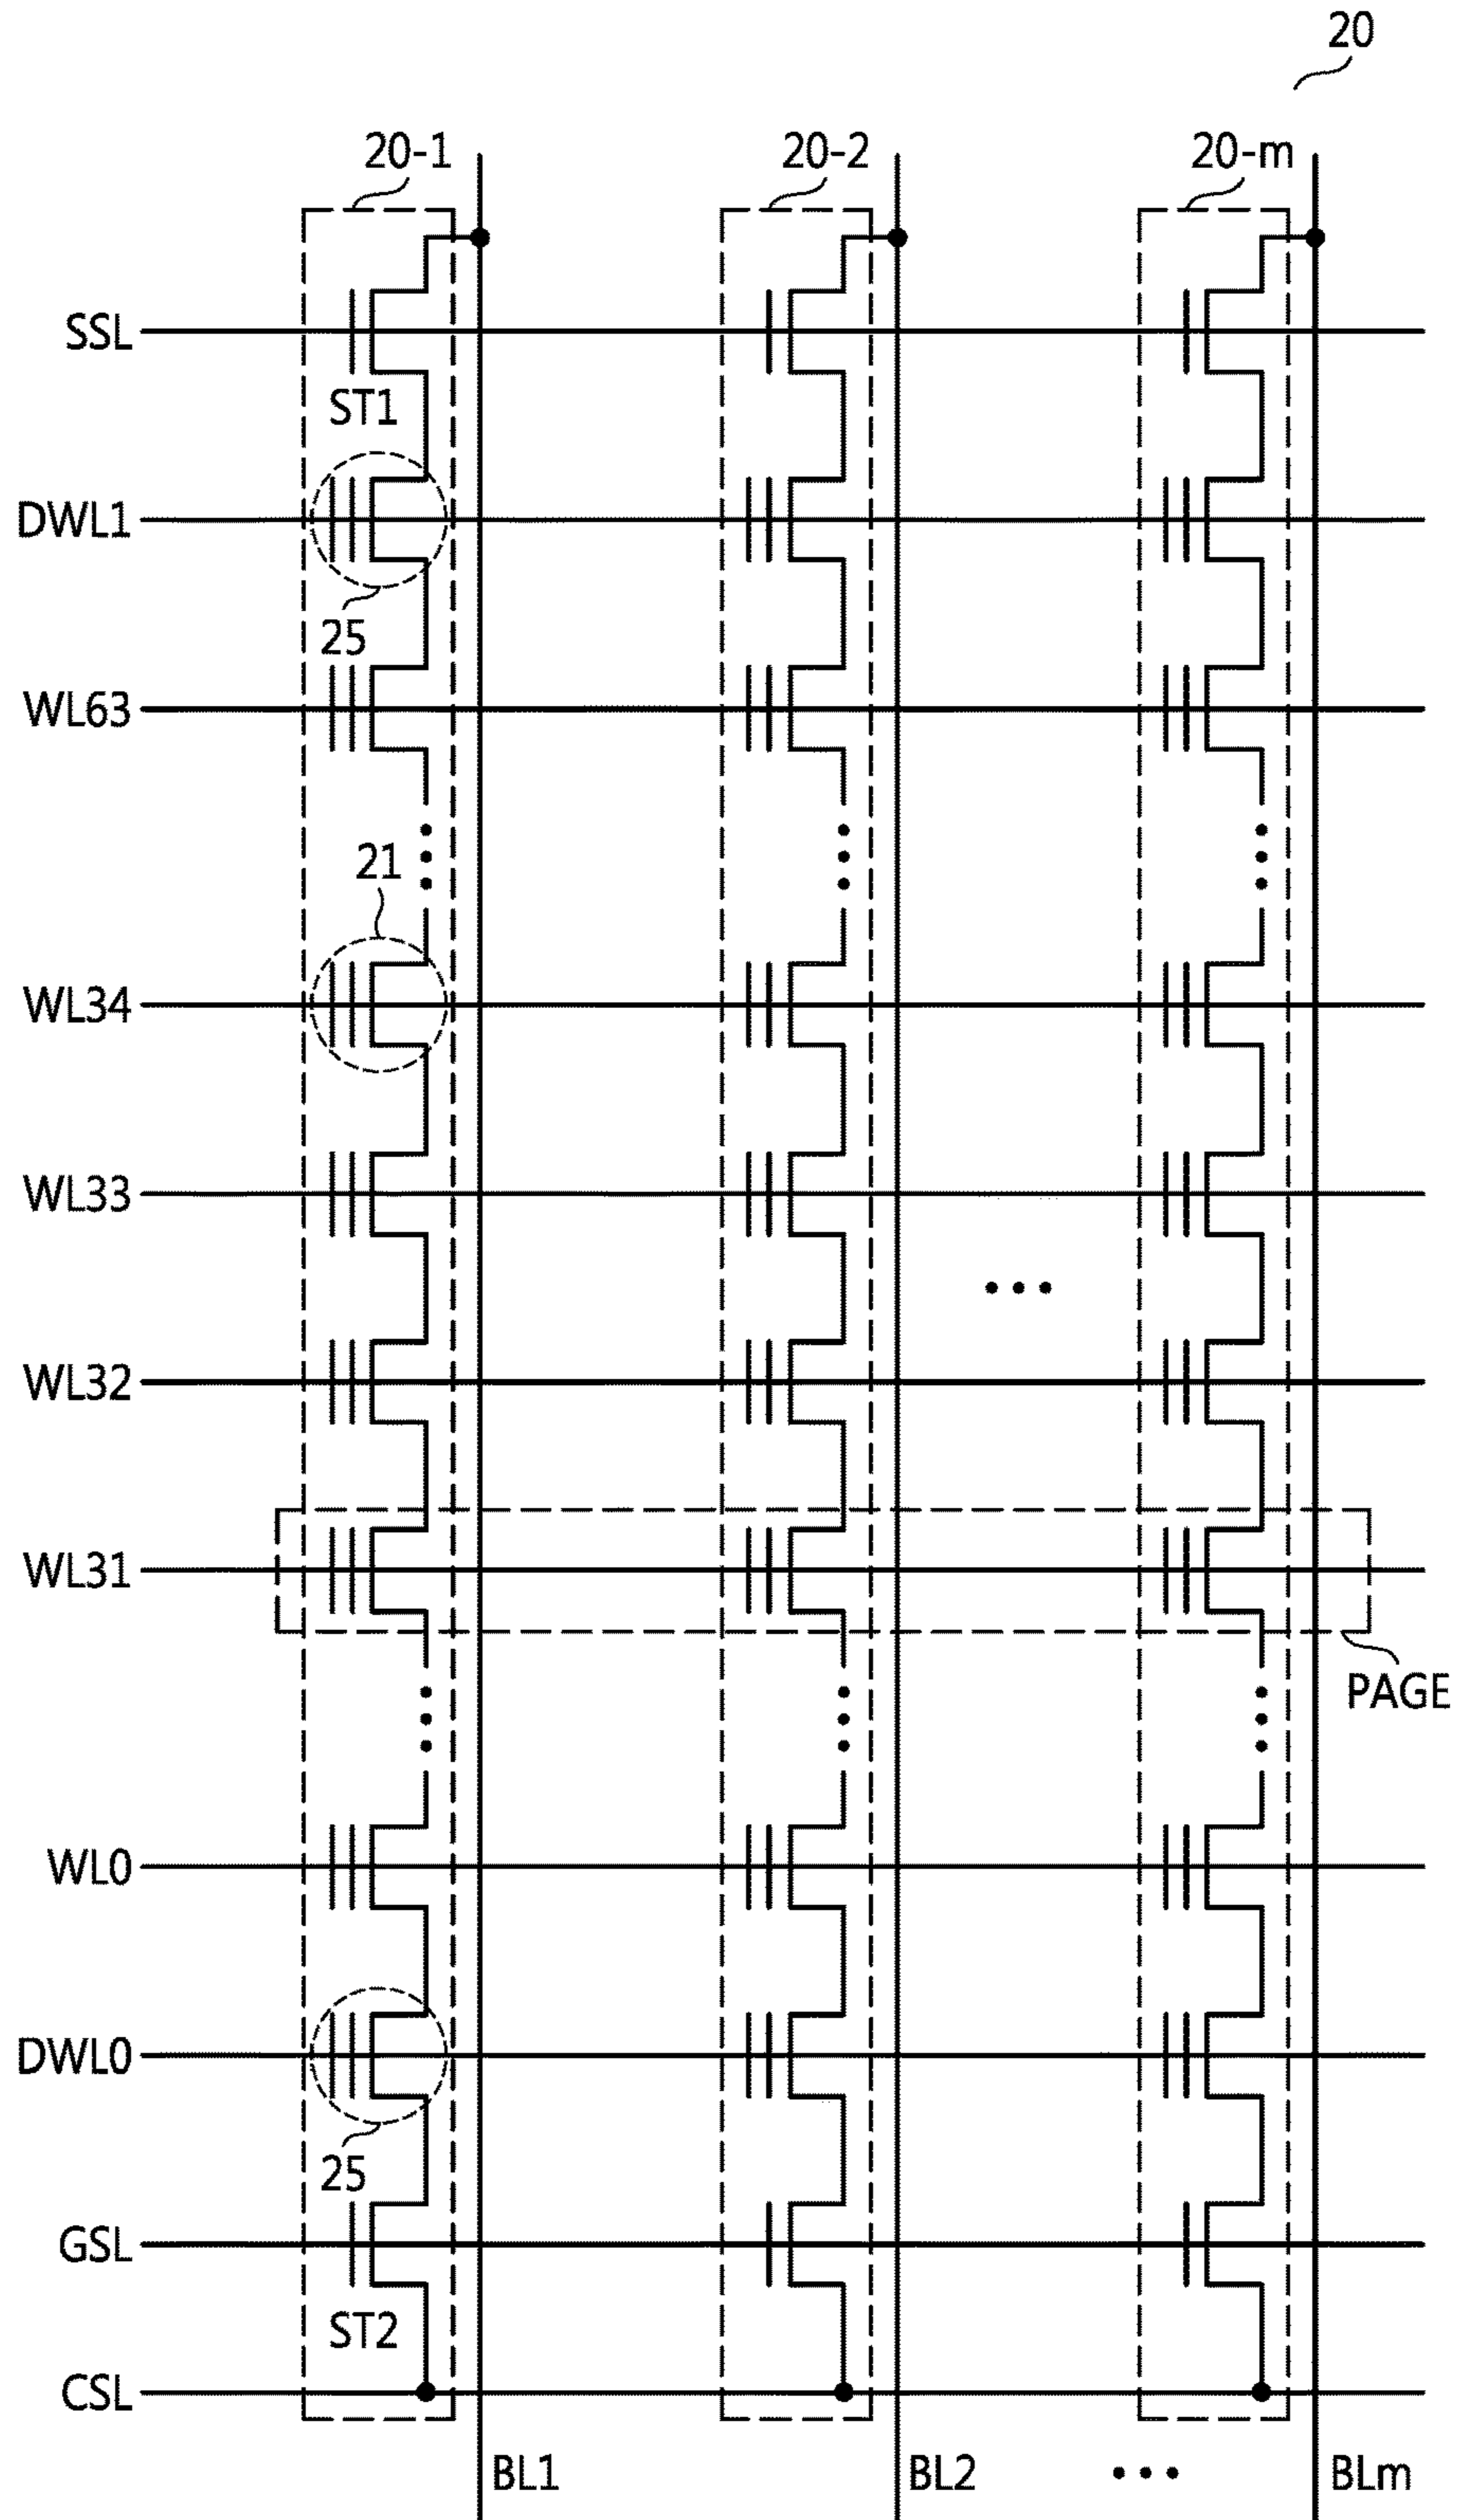 20
20-1 20-2 20-m
SSL
ST1
DWL1
25
WL63
21
WL34
WL33
WL32
WL31
PAGE
WL0
DWL0
25
GSL
ST2
CSL
BL1 BL2 BLm